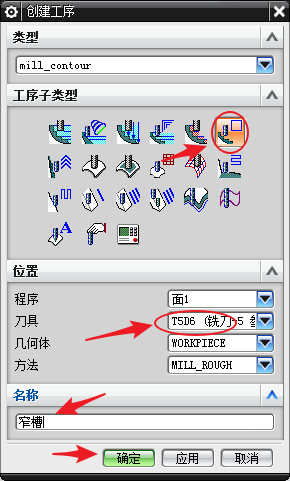 创建工序
类型
mill_contour
工序子类型
位置
程序 面1
刀具 T5D6 (铣刀-5
几何体 WORKPIECE
方法 MILL_ROUGH
名称
窄槽
确定 应用 取消